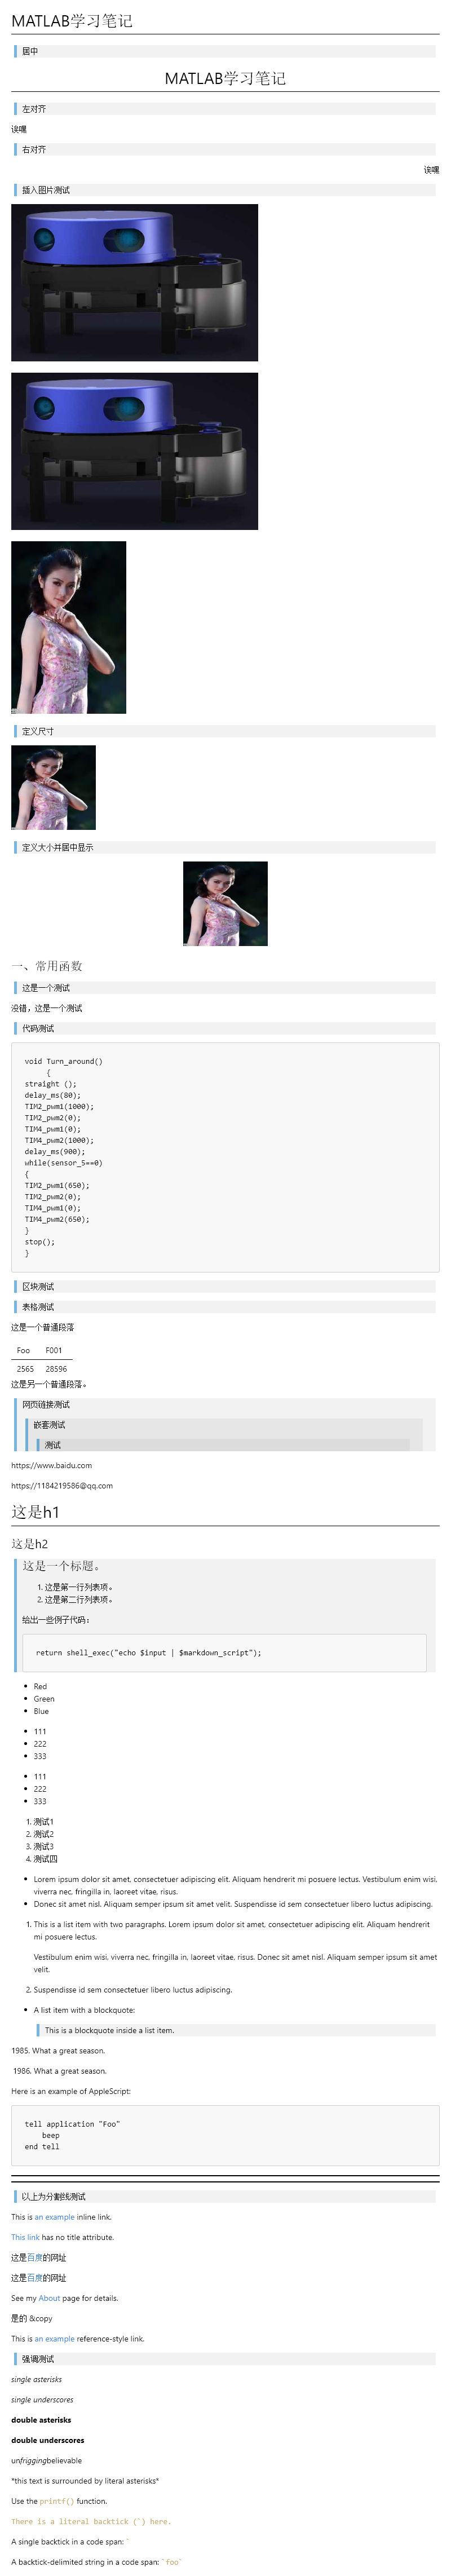 MATLAB学习笔记
居中
MATLAB学习笔记
左对齐
诶嘿
右对齐
诶嘿
插入图片测试
定义尺寸
定义大小并居中显示
一、常用函数
这是一个测试
没错，这是一个测试
代码测试
void Turn_around()
{
straight ();
delay_ms(80);
TIM2_pwm1(1000);
TIM2_pwm2(0);
TIM4_pwm1(0);
TIM4_pwm2(1000);
delay_ms(900);
while(sensor_5==0)
{
TIM2_pwm1(650);
TIM2_pwm2(0);
TIM4_pwm1(0);
TIM4_pwm2(650);
}
stop();
}
区块测试
表格测试
这是一个普通段落
Foo F001
2565 28596
这是另一个普通段落。
网页链接测试
嵌套测试
测试
https://www.baidu.com
https://1184219586@qq.com
这是h1
这是h2
这是一个标题。
1. 这是第一行列表项。
2. 这是第二行列表项。
给出一些例子代码：
return shell_exec("echo $input | $markdown_script");
• Red
• Green
• Blue
• 111
• 222
• 333
• 111
• 222
• 333
1. 测试1
2. 测试2
3. 测试3
4. 测试四
• Lorem ipsum dolor sit amet, consectetuer adipiscing elit. Aliquam hendrerit mi posuere lectus. Vestibulum enim wisi,
viverra nec, fringilla in, laoreet vitae, risus.
• Donec sit amet nisl. Aliquam semper ipsum sit amet velit. Suspendisse id sem consectetuer libero luctus adipiscing.
1. This is a list item with two paragraphs. Lorem ipsum dolor sit amet, consectetuer adipiscing elit. Aliquam hendrerit
mi posuere lectus.
Vestibulum enim wisi, viverra nec, fringilla in, laoreet vitae, risus. Donec sit amet nisl. Aliquam semper ipsum sit amet
velit.
2. Suspendisse id sem consectetuer libero luctus adipiscing.
• A list item with a blockquote:
This is a blockquote inside a list item.
1985. What a great season.
1986. What a great season.
Here is an example of AppleScript:
tell application "Foo"
beep
end tell
以上为分割线测试
This is an example inline link.
This link has no title attribute.
这是百度的网址
这是百度的网址
See my About page for details.
是的 &copy
This is an example reference-style link.
强调测试
single asterisks
single underscores
double asterisks
double underscores
unfriggingbelievable
*this text is surrounded by literal asterisks*
Use the printf() function.
There is a literal backtick (`) here.
A single backtick in a code span: `
A backtick-delimited string in a code span: `foo`